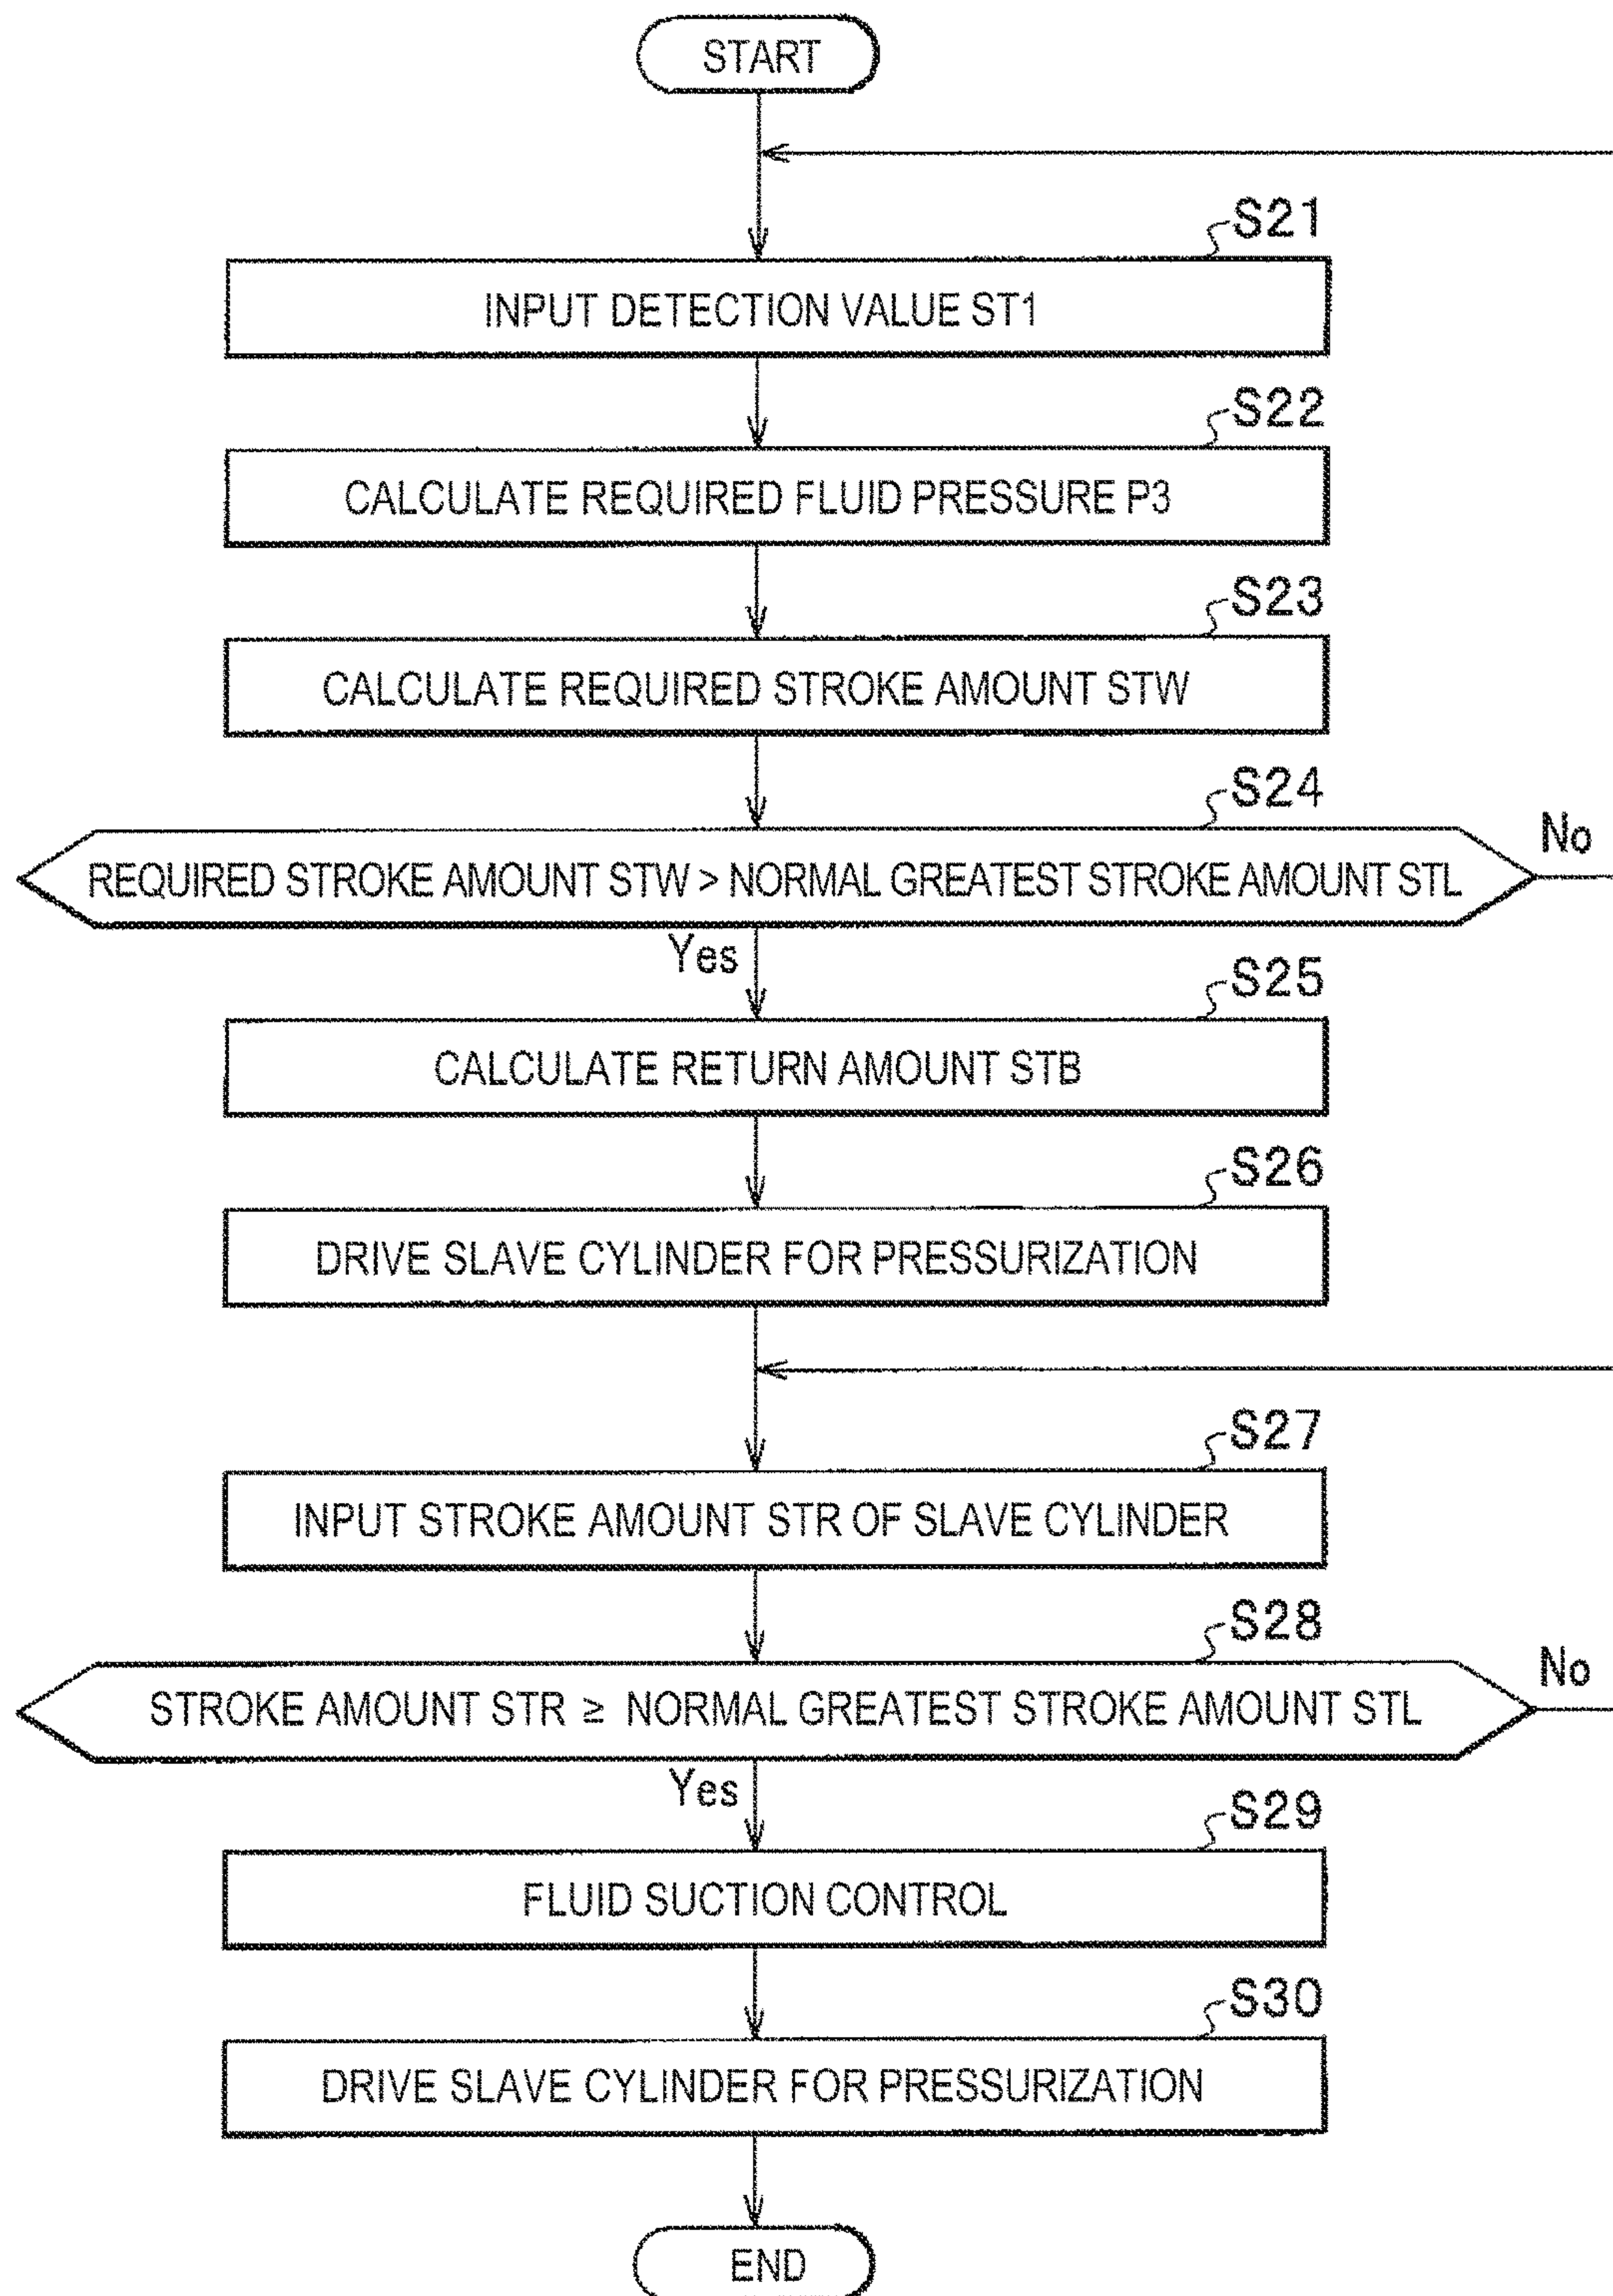 START
S21
INPUT DETECTION VALUE ST1
S22
CALCULATE REQUIRED FLUID PRESSURE P3
S23
CALCULATE REQUIRED STROKE AMOUNT STW
S24
REQUIRED STROKE AMOUNT STW > NORMAL GREATEST STROKE AMOUNT STL
No
Yes
S25
CALCULATE RETURN AMOUNT STB
S26
DRIVE SLAVE CYLINDER FOR PRESSURIZATION
S27
INPUT STROKE AMOUNT STR OF SLAVE CYLINDER
S28
STROKE AMOUNT STR ≥ NORMAL GREATEST STROKE AMOUNT STL
No
Yes
S29
FLUID SUCTION CONTROL
S30
DRIVE SLAVE CYLINDER FOR PRESSURIZATION
END